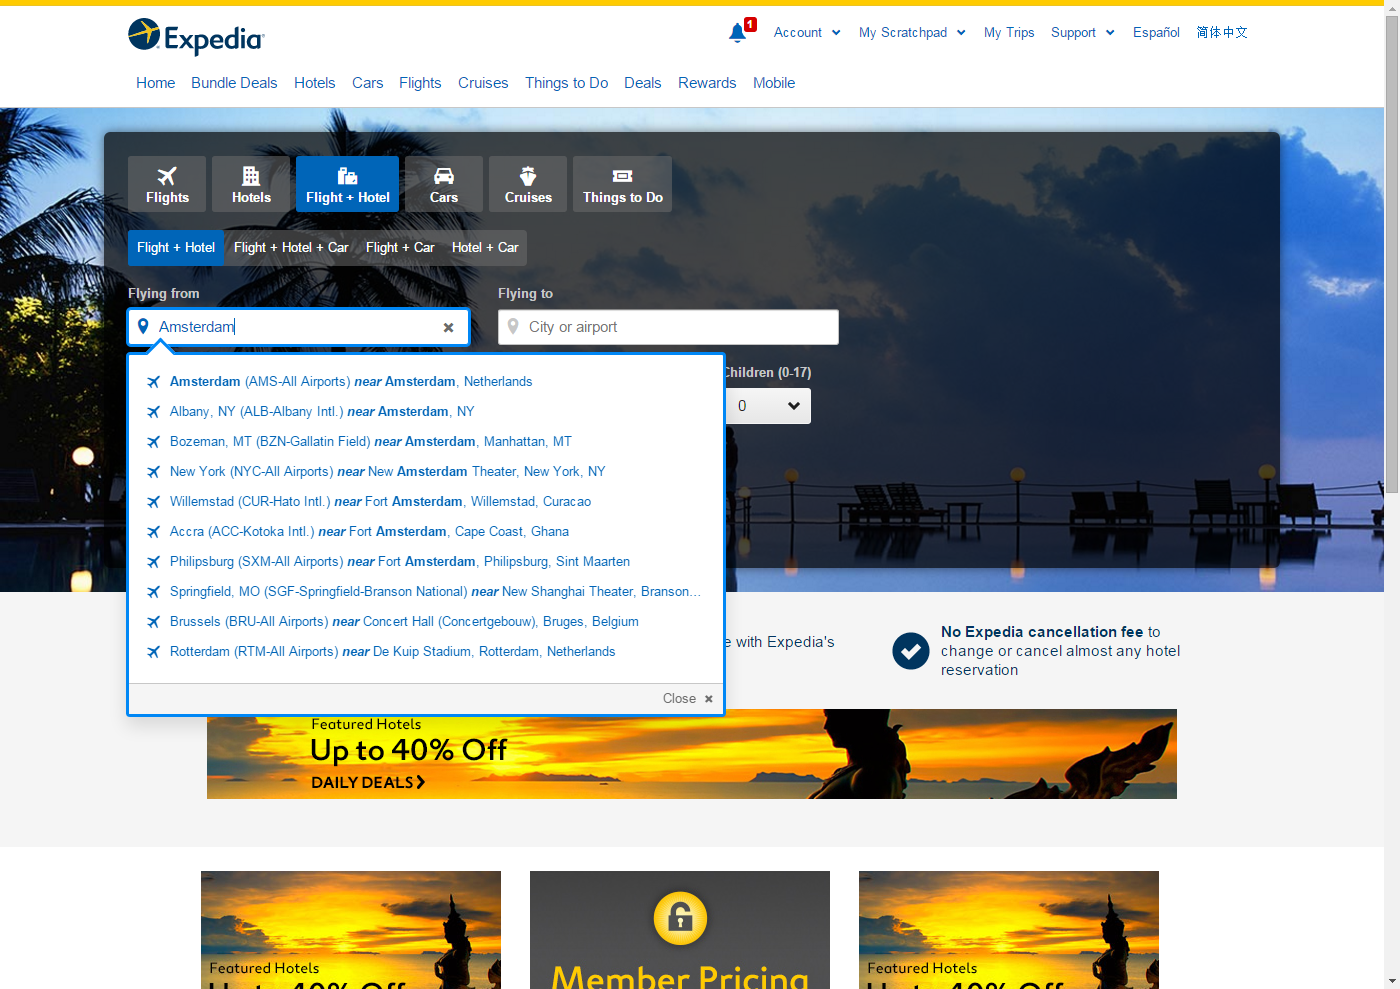 Expedia
1
Account
My Scratchpad
My Trips
Support
Español
简体中文
Home
Bundle Deals
Hotels
Cars
Flights
Cruises
Things to Do
Deals
Rewards
Mobile
Flights
Hotels
Flight + Hotel
Cars
Cruises
Things to Do
Flight + Hotel
Flight + Hotel + Car
Flight + Car
Hotel + Car
Flying from
Flying to
Amsterdam
City or airport
Children (0-17)
0
Amsterdam (AMS-All Airports) near Amsterdam, Netherlands
Albany, NY (ALB-Albany Intl.) near Amsterdam, NY
Bozeman, MT (BZN-Gallatin Field) near Amsterdam, Manhattan, MT
New York (NYC-All Airports) near New Amsterdam Theater, New York, NY
Willemstad (CUR-Hato Intl.) near Fort Amsterdam, Willemstad, Curacao
Accra (ACC-Kotoka Intl.) near Fort Amsterdam, Cape Coast, Ghana
Philipsburg (SXM-All Airports) near Fort Amsterdam, Philipsburg, Sint Maarten
Springfield, MO (SGF-Springfield-Branson National) near New Shanghai Theater, Branson...
Brussels (BRU-All Airports) near Concert Hall (Concertgebouw), Bruges, Belgium
Rotterdam (RTM-All Airports) near De Kuip Stadium, Rotterdam, Netherlands
Close
with Expedia's
No Expedia cancellation fee to
change or cancel almost any hotel
reservation
Featured Hotels
Up to 40% Off
DAILY DEALS
Featured Hotels
Up to 40% Off
Member Pricing
Featured Hotels
Up to 40% Off